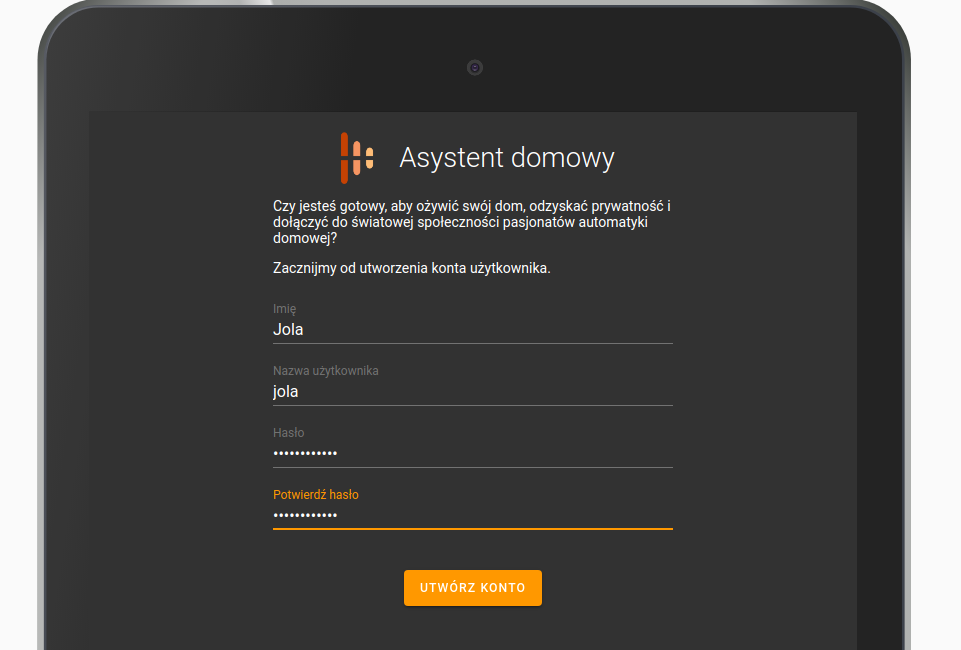 Asystent domowy
Czy jesteś gotowy, aby ożywić swój dom, odzyskać prywatność i
dołączyć do światowej społeczności pasjonatów automatyki
domowej?
Zacznijmy od utworzenia konta użytkownika.
Imię
Jola
Nazwa użytkownika
jola
Hasło
••••••••••••
Potwierdź hasło
••••••••••••
UTWÓRZ KONTO